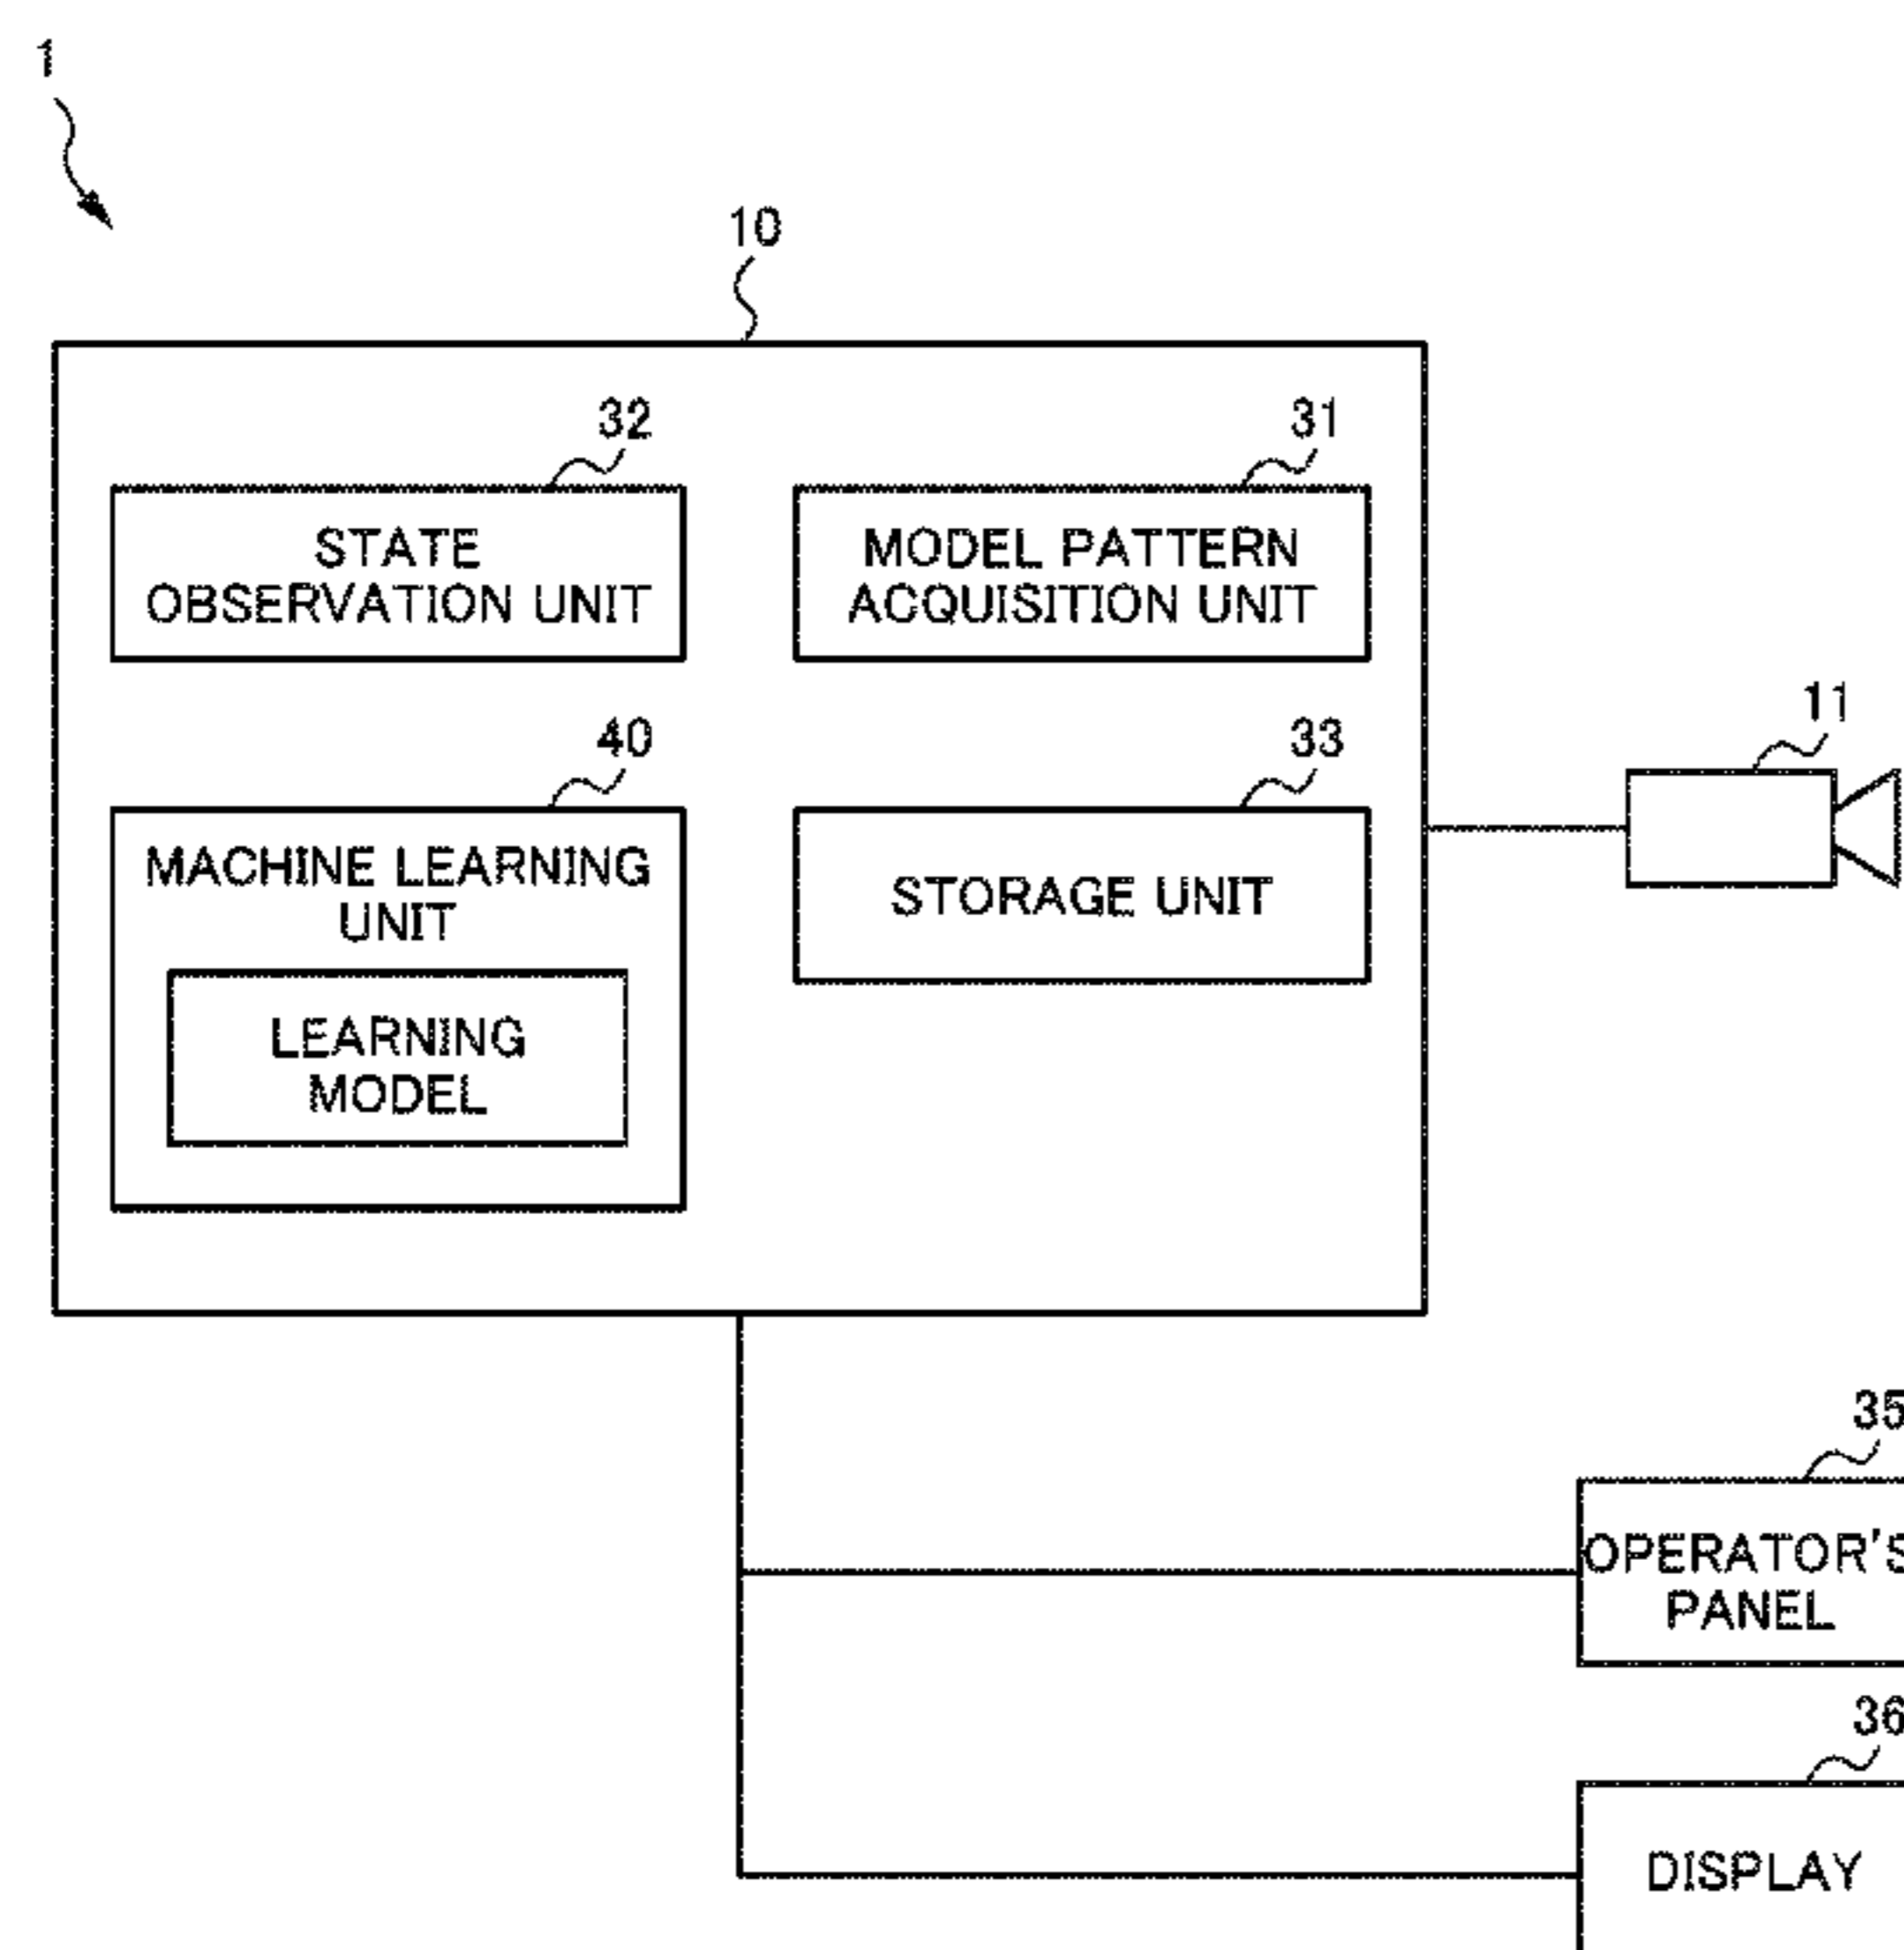 1
10
32
31
STATE
OBSERVATION UNIT
MODEL PATTERN
ACQUISITION UNIT
11
40
33
MACHINE LEARNING
UNIT
STORAGE UNIT
LEARNING
MODEL
35
OPERATOR'S
PANEL
36
DISPLAY